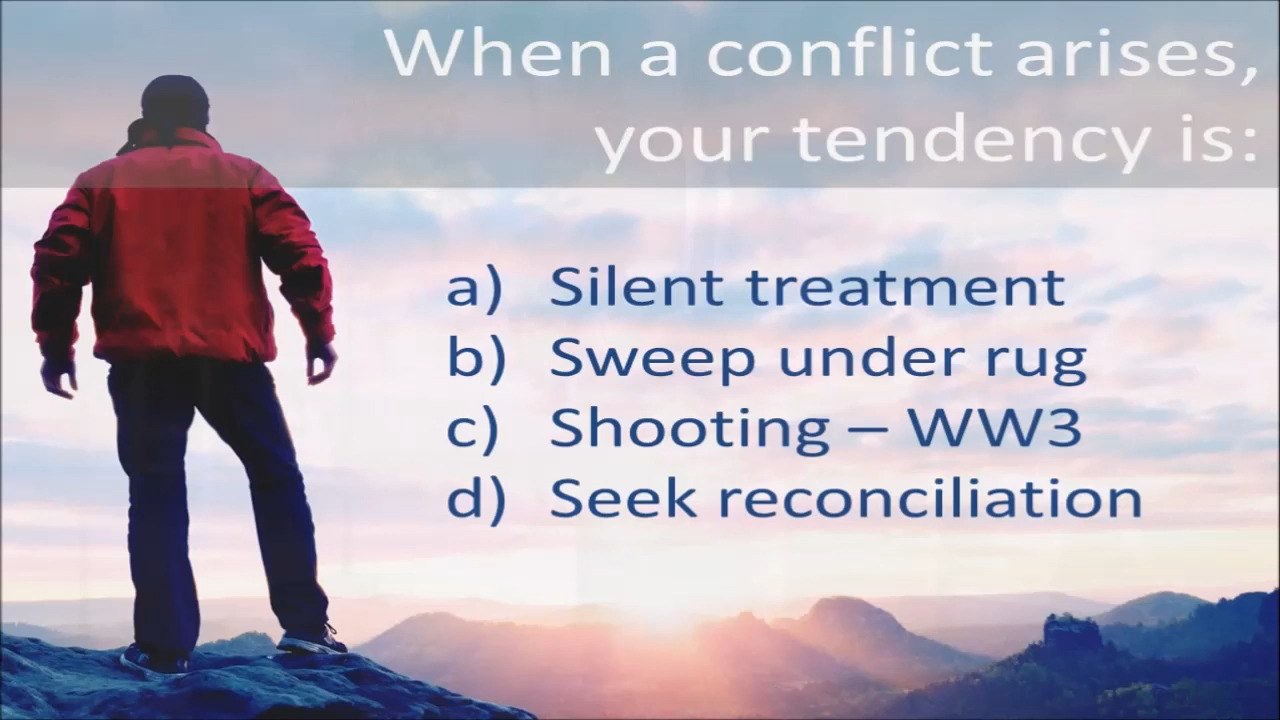 When a conflict arises,
your tendency is:
a) Silent treatment
b) Sweep under rug
c) Shooting – WW3
d) Seek reconciliation